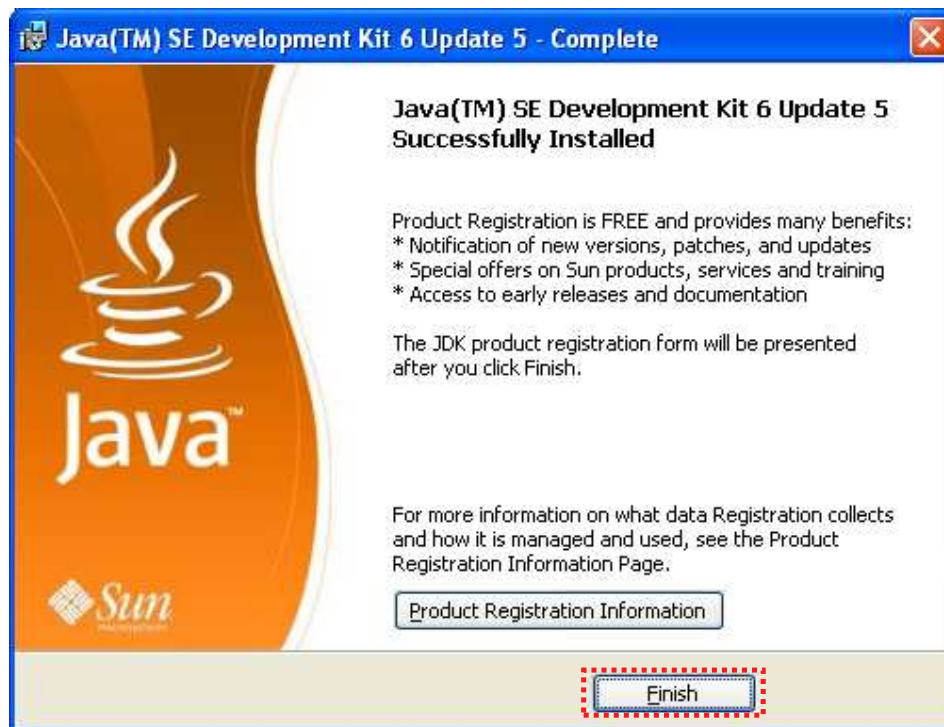 Java(TM) SE Development Kit 6 Update 5 - Complete
Java(TM) SE Development Kit 6 Update 5
Successfully Installed
Product Registration is FREE and provides many benefits:
* Notification of new versions, patches, and updates
* Special offers on Sun products, services and training
* Access to early releases and documentation
The JDK product registration form will be presented
after you click Finish.
Java™
For more information on what data Registration collects
and how it is managed and used, see the Product
Registration Information Page.
Sun
Product Registration Information
Finish